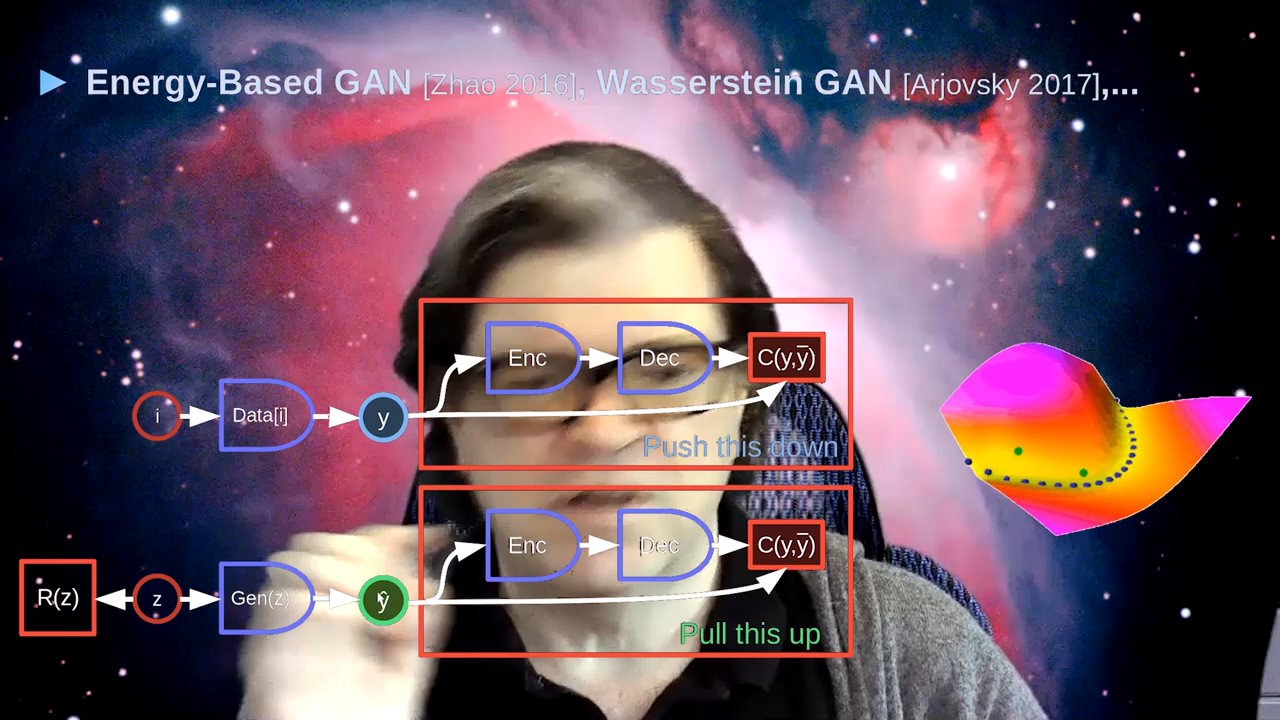 Energy-Based GAN [Zhao 2016], Wasserstein GAN [Arjovsky 2017],...
Enc
Dec
C(y,y̅)
i
Data[i]
y
Push this down
Enc
Dec
C(y,y̅)
R(z)
z
Gen(z)
ŷ
Pull this up